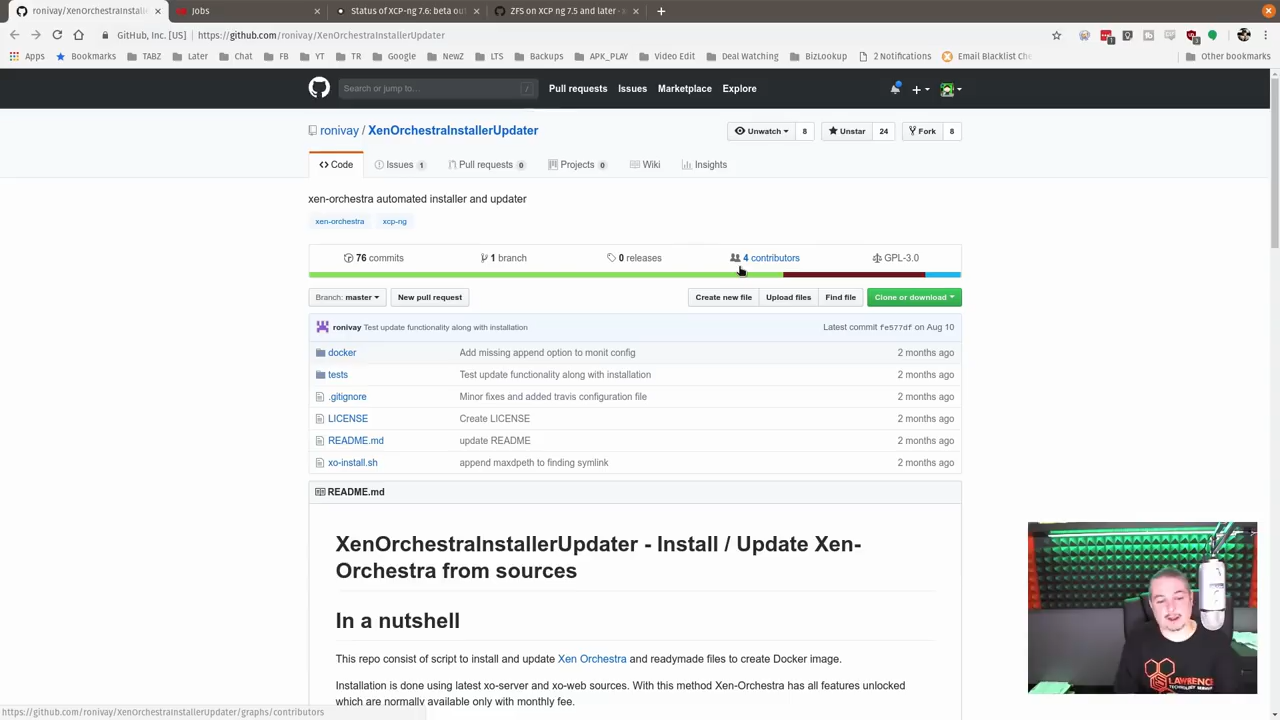 ronivay/XenOrchestraInstalle
Jobs
Status of XCP-ng 7.6: beta ou
ZFS on XCP ng 7.5 and later - s
GitHub, Inc. [US]
https://github.com/ronivay/XenOrchestraInstallerUpdater
Apps
Bookmarks
TABZ
Later
Chat
FB
YT
TR
Google
NewZ
LTS
Backups
APK_PLAY
Video Edit
Deal Watching
BizLookup
2 Notifications
Email Blacklist Che
Other bookmarks
Search or jump to…
/
Pull requests
Issues
Marketplace
Explore
ronivay / XenOrchestraInstallerUpdater
Unwatch
8
Unstar
24
Fork
8
Code
Issues 1
Pull requests 0
Projects 0
Wiki
Insights
xen-orchestra automated installer and updater
xen-orchestra
xcp-ng
76 commits
1 branch
0 releases
4 contributors
GPL-3.0
Branch: master
New pull request
Create new file
Upload files
Find file
Clone or download
ronivay Test update functionality along with installation
Latest commit fe577df on Aug 10
docker
Add missing append option to monit config
2 months ago
tests
Test update functionality along with installation
2 months ago
.gitignore
Minor fixes and added travis configuration file
2 months ago
LICENSE
Create LICENSE
2 months ago
README.md
update README
2 months ago
xo-install.sh
append maxdpeth to finding symlink
2 months ago
README.md
XenOrchestraInstallerUpdater - Install / Update Xen-
Orchestra from sources
In a nutshell
This repo consist of script to install and update Xen Orchestra and readymade files to create Docker image.
Installation is done using latest xo-server and xo-web sources. With this method Xen-Orchestra has all features unlocked
which are normally available only with monthly fee.
https://github.com/ronivay/XenOrchestraInstallerUpdater/graphs/contributors
LAWRENCE